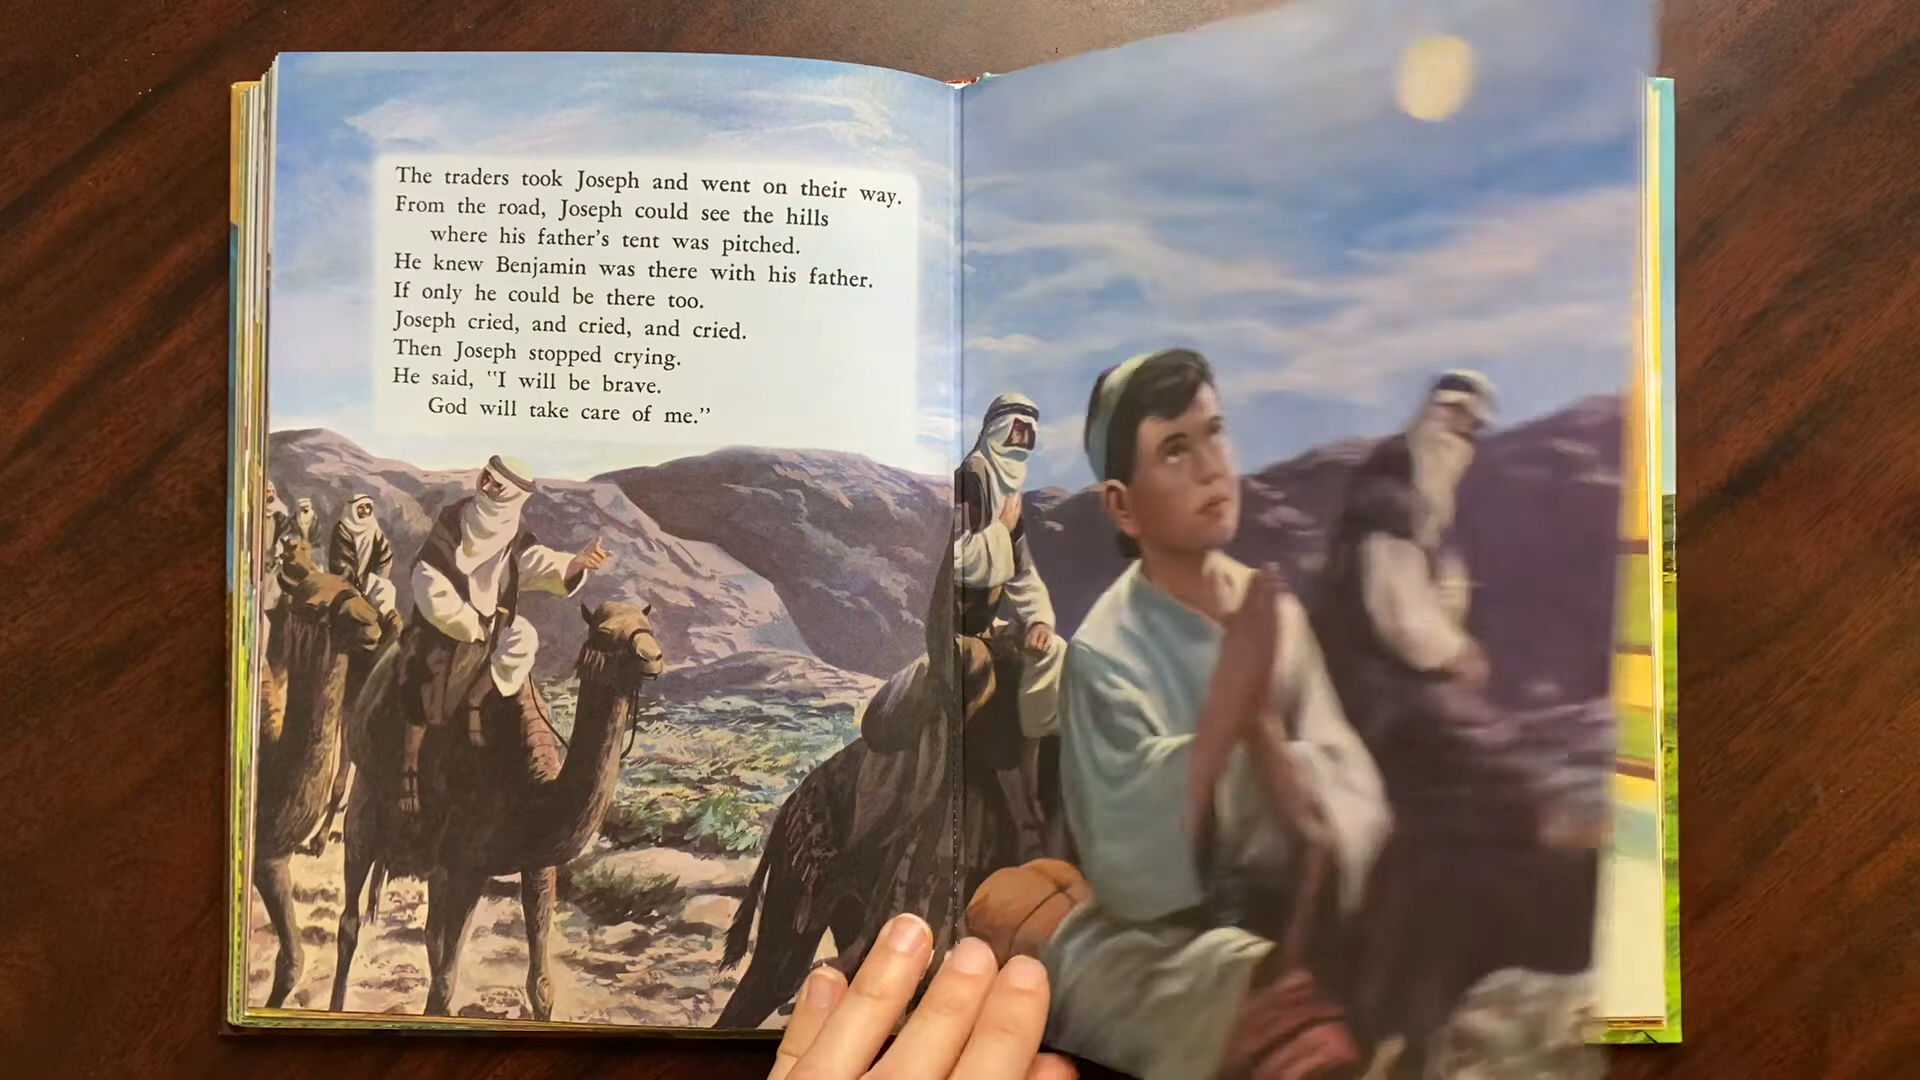 The traders took Joseph and went on their way.
From the road, Joseph could see the hills
where his father's tent was pitched.
He knew Benjamin was there with his father.
If only he could be there too.
Joseph cried, and cried, and cried.
Then Joseph stopped crying.
He said, "I will be brave.
God will take care of me."